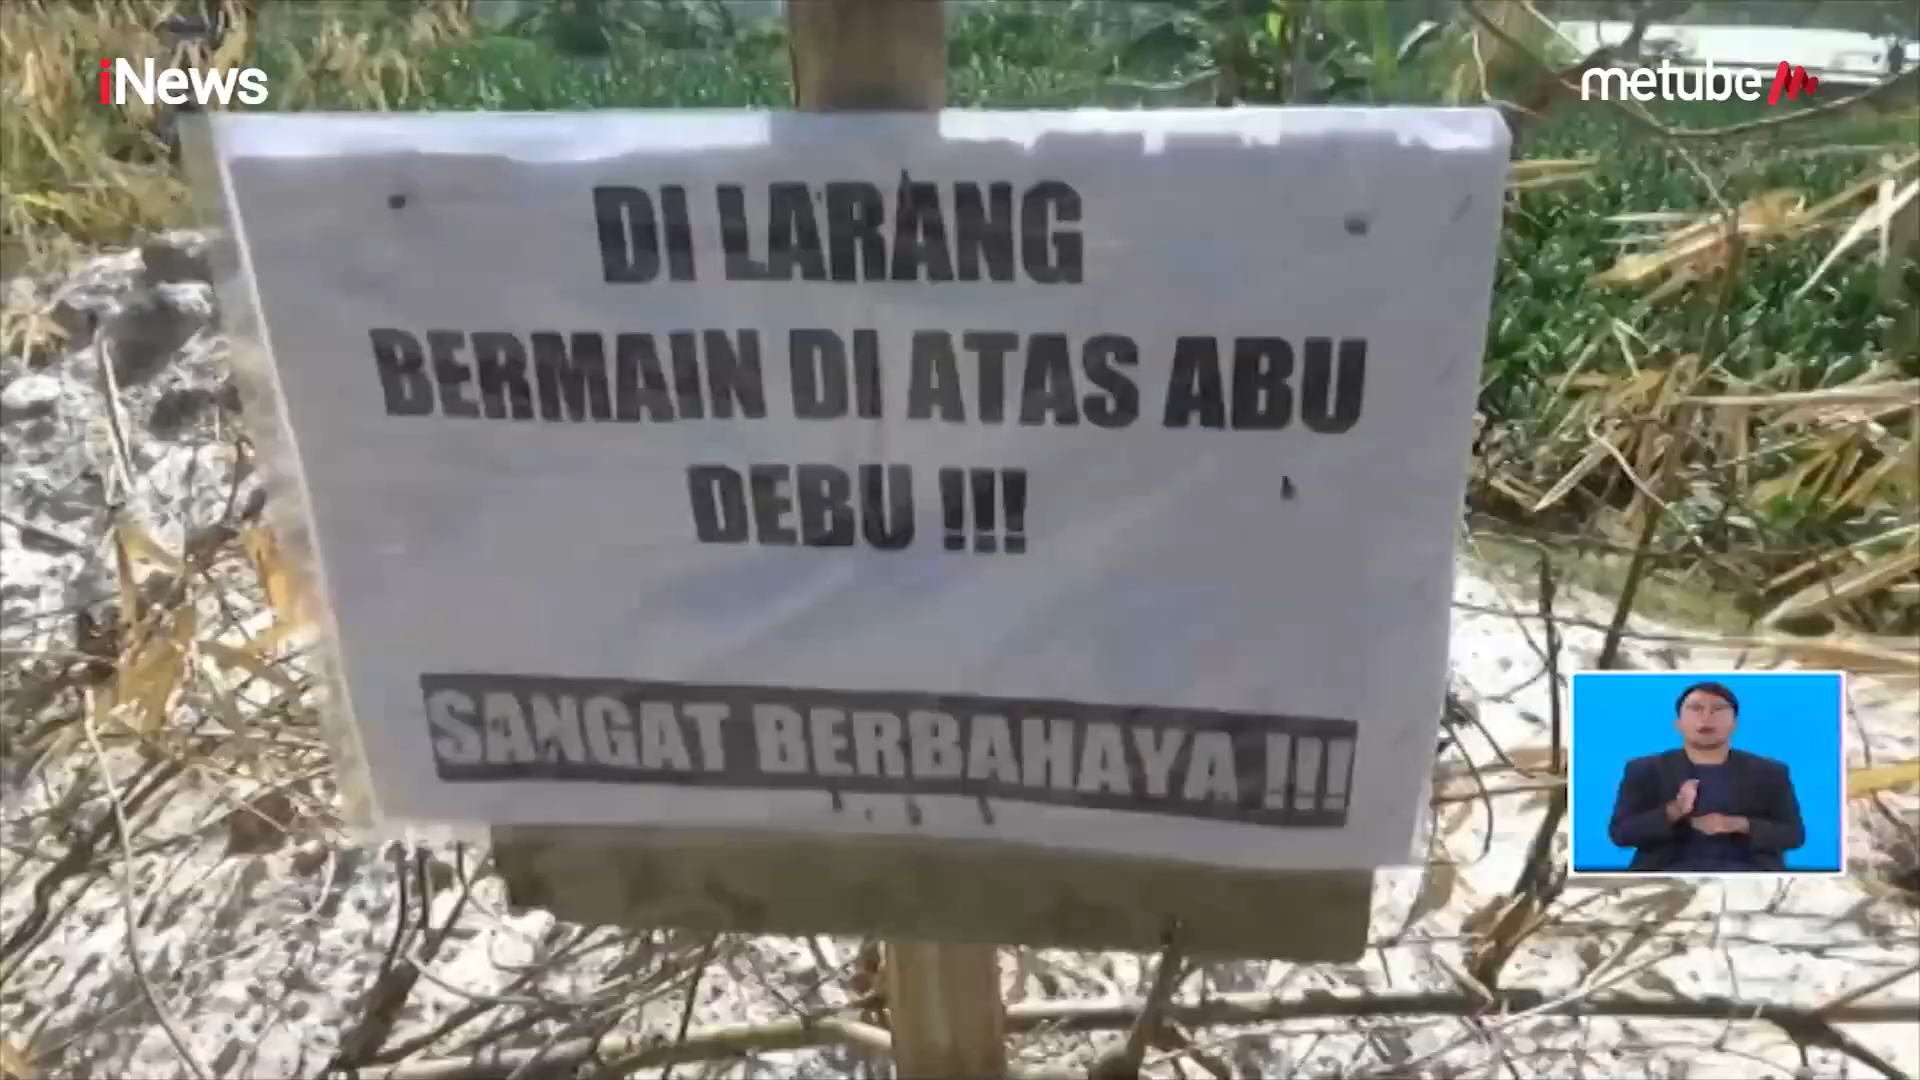 iNews
metube
DI LARANG
BERMAIN DI ATAS ABU
DEBU !!!
SANGAT BERBAHAYA !!!